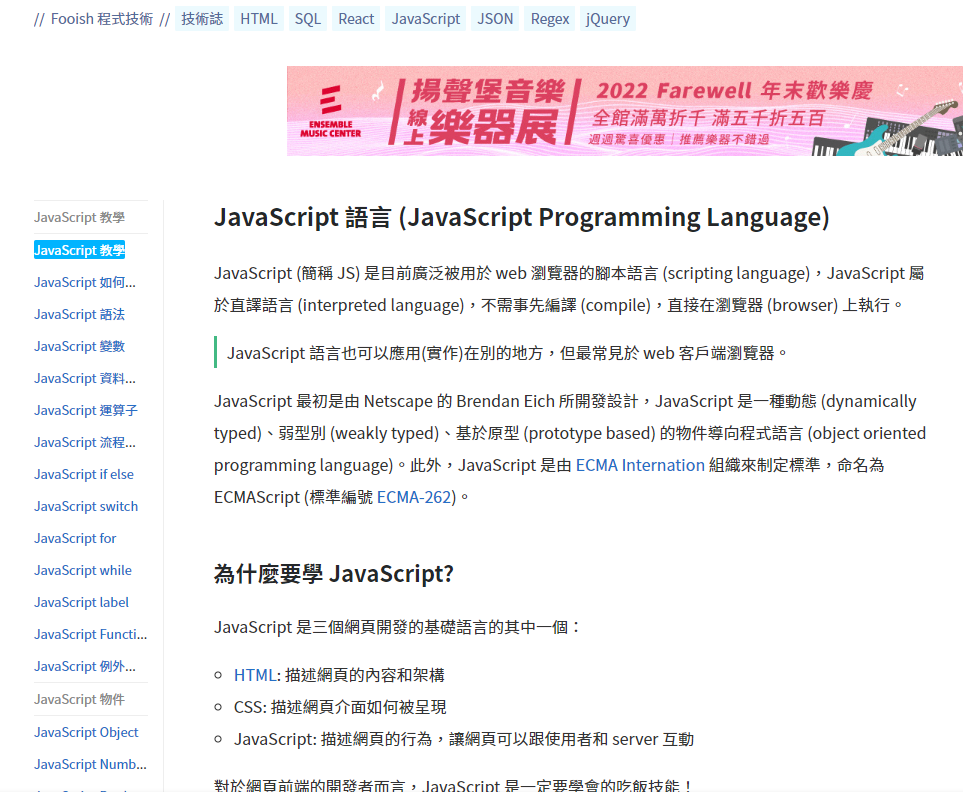 // Fooish 程式技術 // 技術誌 HTML SQL React JavaScript JSON Regex jQuery
ENSEMBLE
MUSIC CENTER
揚聲堡音樂
線上樂器展
2022 Farewell 年末歡樂慶
全館滿萬折千 滿五千折五百
週週驚喜優惠｜推薦樂器不錯過
JavaScript 教學
JavaScript 教學
JavaScript 如何...
JavaScript 語法
JavaScript 變數
JavaScript 資料...
JavaScript 運算子
JavaScript 流程...
JavaScript if else
JavaScript switch
JavaScript for
JavaScript while
JavaScript label
JavaScript Functi...
JavaScript 例外...
JavaScript 物件
JavaScript Object
JavaScript Numb...
JavaScript 語言 (JavaScript Programming Language)
JavaScript (簡稱 JS) 是目前廣泛被用於 web 瀏覽器的腳本語言 (scripting language)，JavaScript 屬
於直譯語言 (interpreted language)，不需事先編譯 (compile)，直接在瀏覽器 (browser) 上執行。
JavaScript 語言也可以應用(實作)在別的地方，但最常見於 web 客戶端瀏覽器。
JavaScript 最初是由 Netscape 的 Brendan Eich 所開發設計，JavaScript 是一種動態 (dynamically
typed)、弱型別 (weakly typed)、基於原型 (prototype based) 的物件導向程式語言 (object oriented
programming language)。此外，JavaScript 是由 ECMA Internation 組織來制定標準，命名為
ECMAScript (標準編號 ECMA-262)。
為什麼要學 JavaScript?
JavaScript 是三個網頁開發的基礎語言的其中一個：
HTML: 描述網頁的內容和架構
CSS: 描述網頁介面如何被呈現
JavaScript: 描述網頁的行為，讓網頁可以跟使用者和 server 互動
對於網頁前端的開發者而言，JavaScript 是一定要學會的吃飯技能！